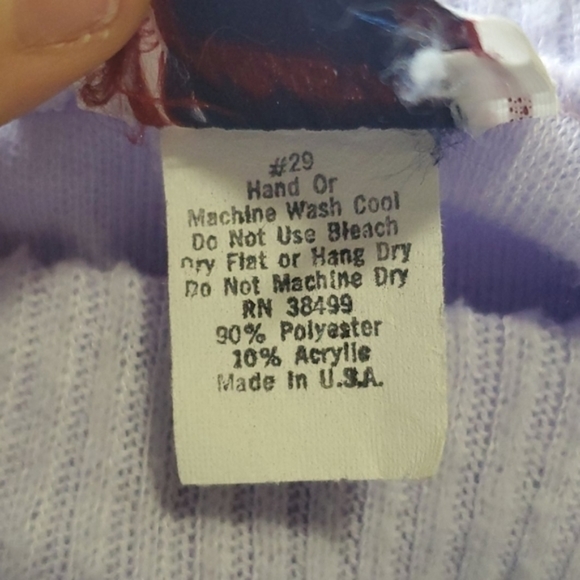 #29
Hand Or
Machine Wash Cool
Do Not Use Bleach
Dry Flat or Hang Dry
Do Not Machine Dry
RN 38499
90% Polyester
10% Acrylic
Made In U.S.A.